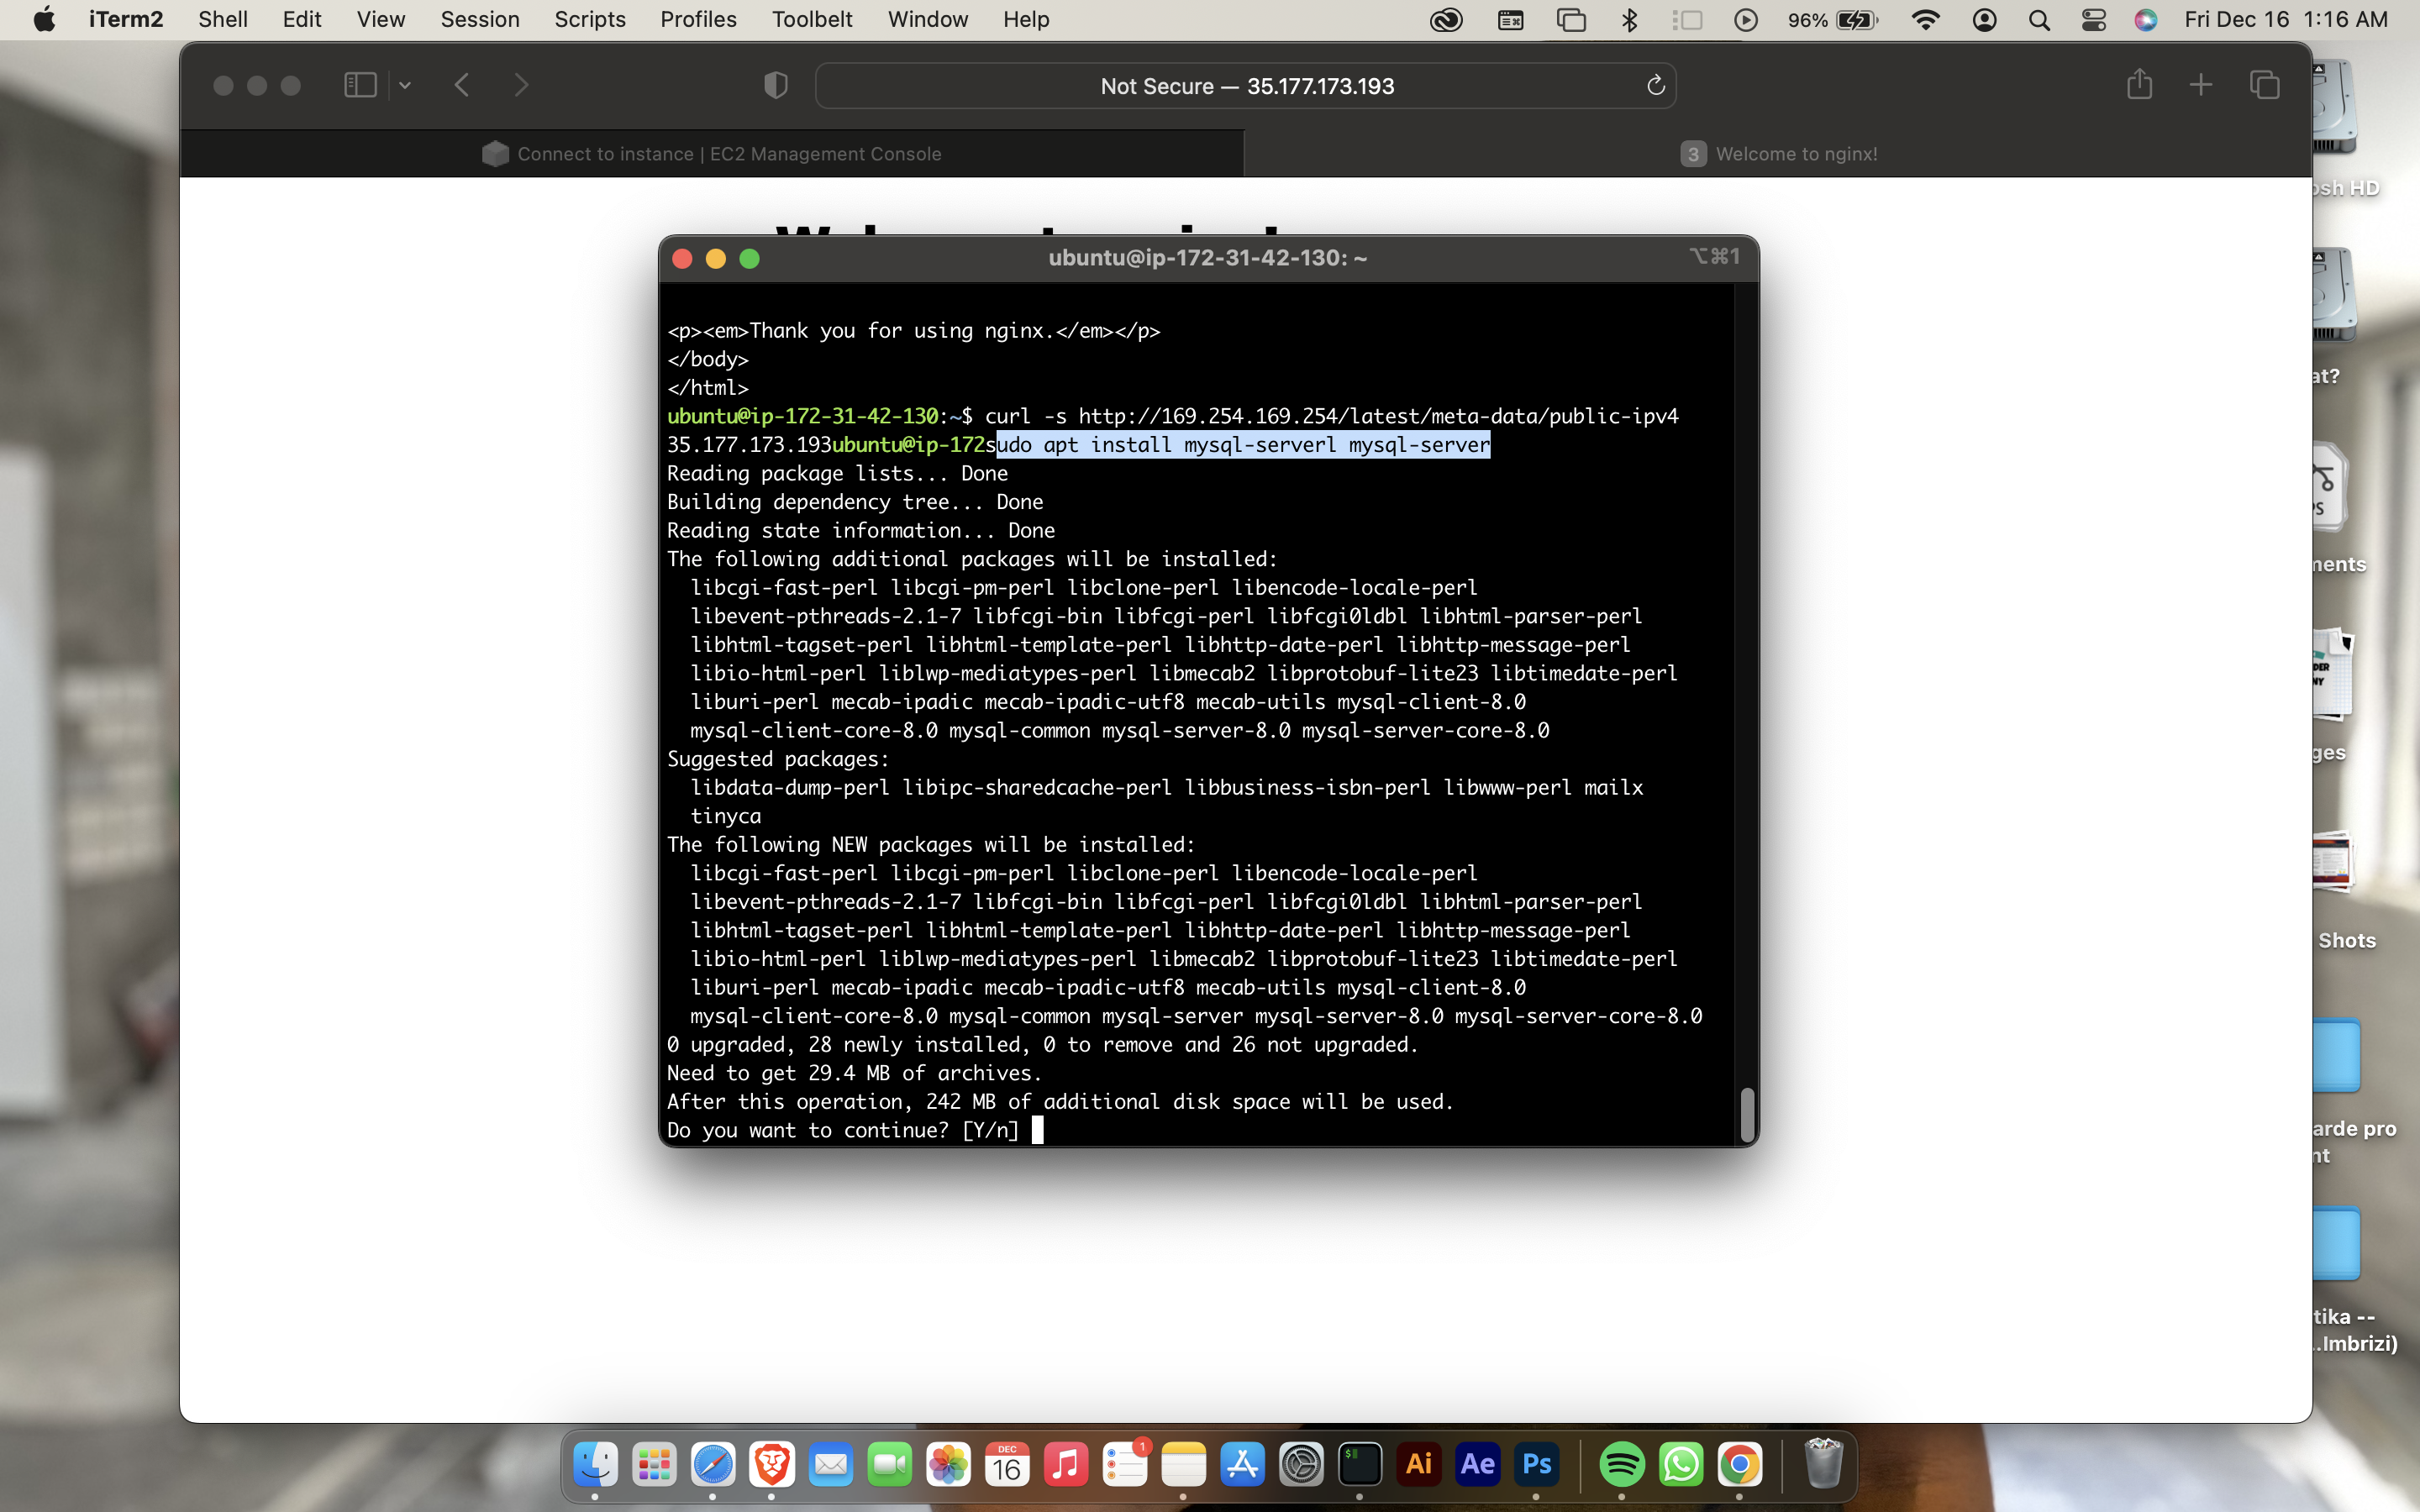 iTerm2 Shell Edit View Session Scripts Profiles Toolbelt Window Help 96% Fri Dec 16 1:16 AM
Not Secure — 35.177.173.193
Connect to instance | EC2 Management Console 3 Welcome to nginx!
ubuntu@ip-172-31-42-130: ~ ⌥⌘1
<p><em>Thank you for using nginx.</em></p>
</body>
</html>
ubuntu@ip-172-31-42-130:~$ curl -s http://169.254.169.254/latest/meta-data/public-ipv4
35.177.173.193ubuntu@ip-172sudo apt install mysql-serverl mysql-server
Reading package lists... Done
Building dependency tree... Done
Reading state information... Done
The following additional packages will be installed:
libcgi-fast-perl libcgi-pm-perl libclone-perl libencode-locale-perl
libevent-pthreads-2.1-7 libfcgi-bin libfcgi-perl libfcgi0ldbl libhtml-parser-perl
libhtml-tagset-perl libhtml-template-perl libhttp-date-perl libhttp-message-perl
libio-html-perl liblwp-mediatypes-perl libmecab2 libprotobuf-lite23 libtimedate-perl
liburi-perl mecab-ipadic mecab-ipadic-utf8 mecab-utils mysql-client-8.0
mysql-client-core-8.0 mysql-common mysql-server-8.0 mysql-server-core-8.0
Suggested packages:
libdata-dump-perl libipc-sharedcache-perl libbusiness-isbn-perl libwww-perl mailx
tinyca
The following NEW packages will be installed:
libcgi-fast-perl libcgi-pm-perl libclone-perl libencode-locale-perl
libevent-pthreads-2.1-7 libfcgi-bin libfcgi-perl libfcgi0ldbl libhtml-parser-perl
libhtml-tagset-perl libhtml-template-perl libhttp-date-perl libhttp-message-perl
libio-html-perl liblwp-mediatypes-perl libmecab2 libprotobuf-lite23 libtimedate-perl
liburi-perl mecab-ipadic mecab-ipadic-utf8 mecab-utils mysql-client-8.0
mysql-client-core-8.0 mysql-common mysql-server mysql-server-8.0 mysql-server-core-8.0
0 upgraded, 28 newly installed, 0 to remove and 26 not upgraded.
Need to get 29.4 MB of archives.
After this operation, 242 MB of additional disk space will be used.
Do you want to continue? [Y/n]
osh HD
at?
PS
ments
DER
NY
ges
Shots
arde pro
nt
tika --
...Imbrizi)
DEC
16
1
$
Ai Ae Ps